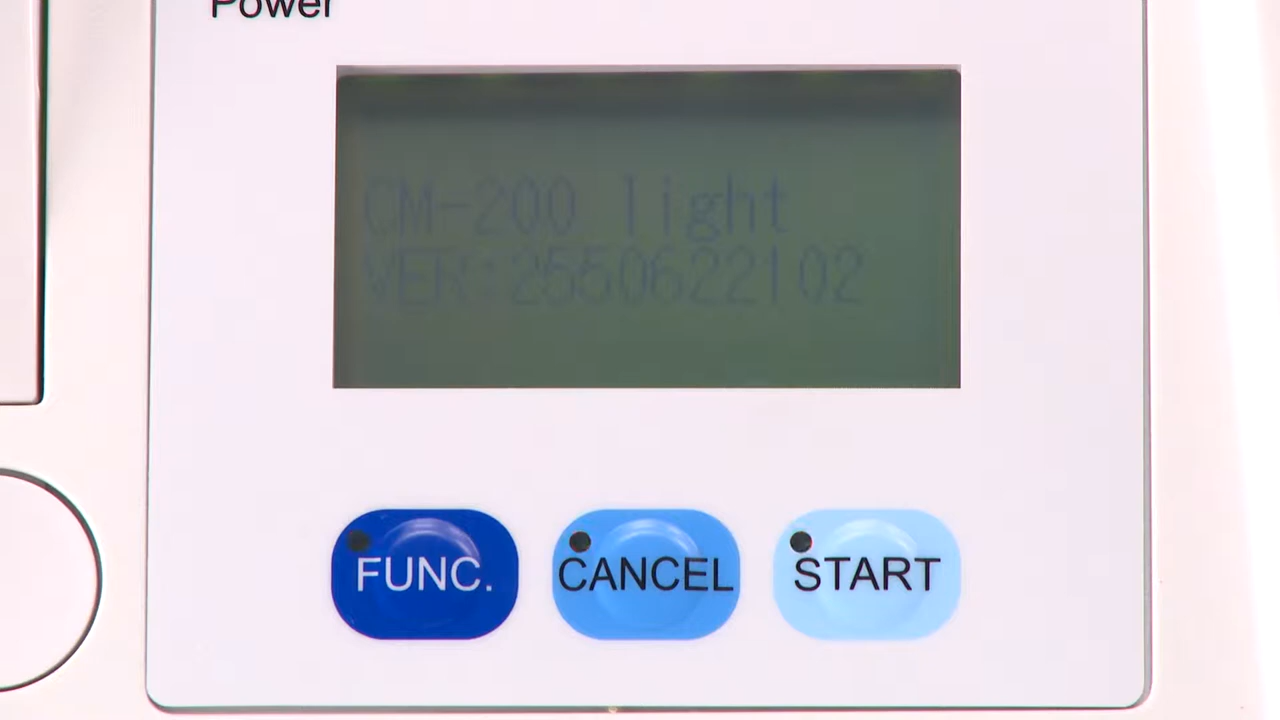 Power
CM-200 light
VER:2550622102
FUNC.
CANCEL
START